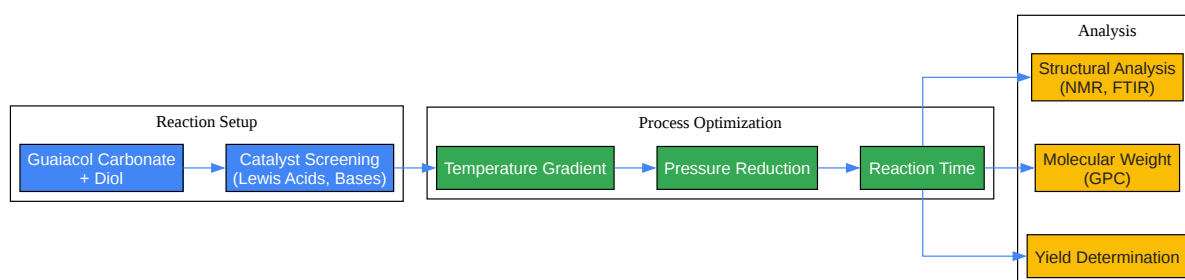 Reaction Setup
Guaiacol Carbonate
+ Diol
Catalyst Screening
(Lewis Acids, Bases)
Process Optimization
Temperature Gradient
Pressure Reduction
Reaction Time
Analysis
Structural Analysis
(NMR, FTIR)
Molecular Weight
(GPC)
Yield Determination